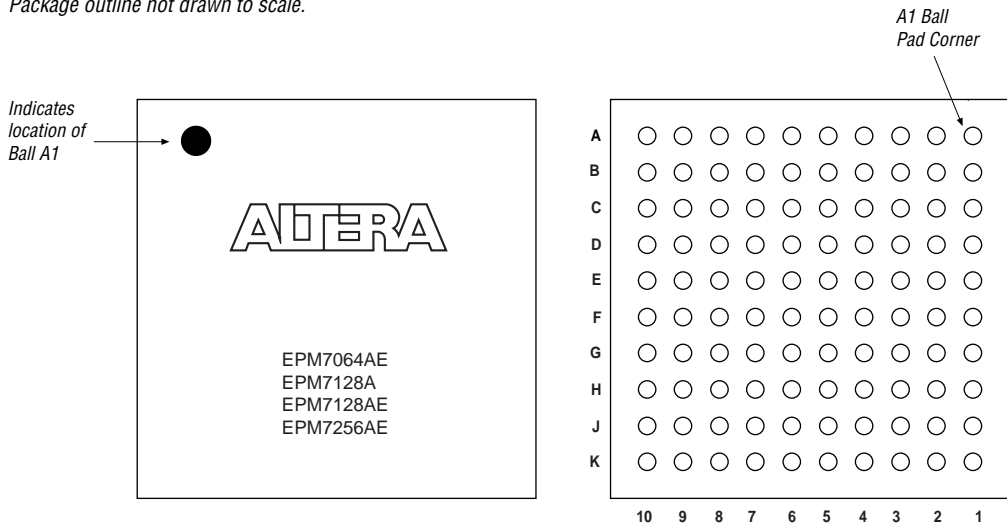 Package outline not drawn to scale.
A1 Ball
Pad Corner
Indicates
location of
Ball A1
ALTERA
EPM7064AE
EPM7128A
EPM7128AE
EPM7256AE
A
B
C
D
E
F
G
H
J
K
10 9 8 7 6 5 4 3 2 1